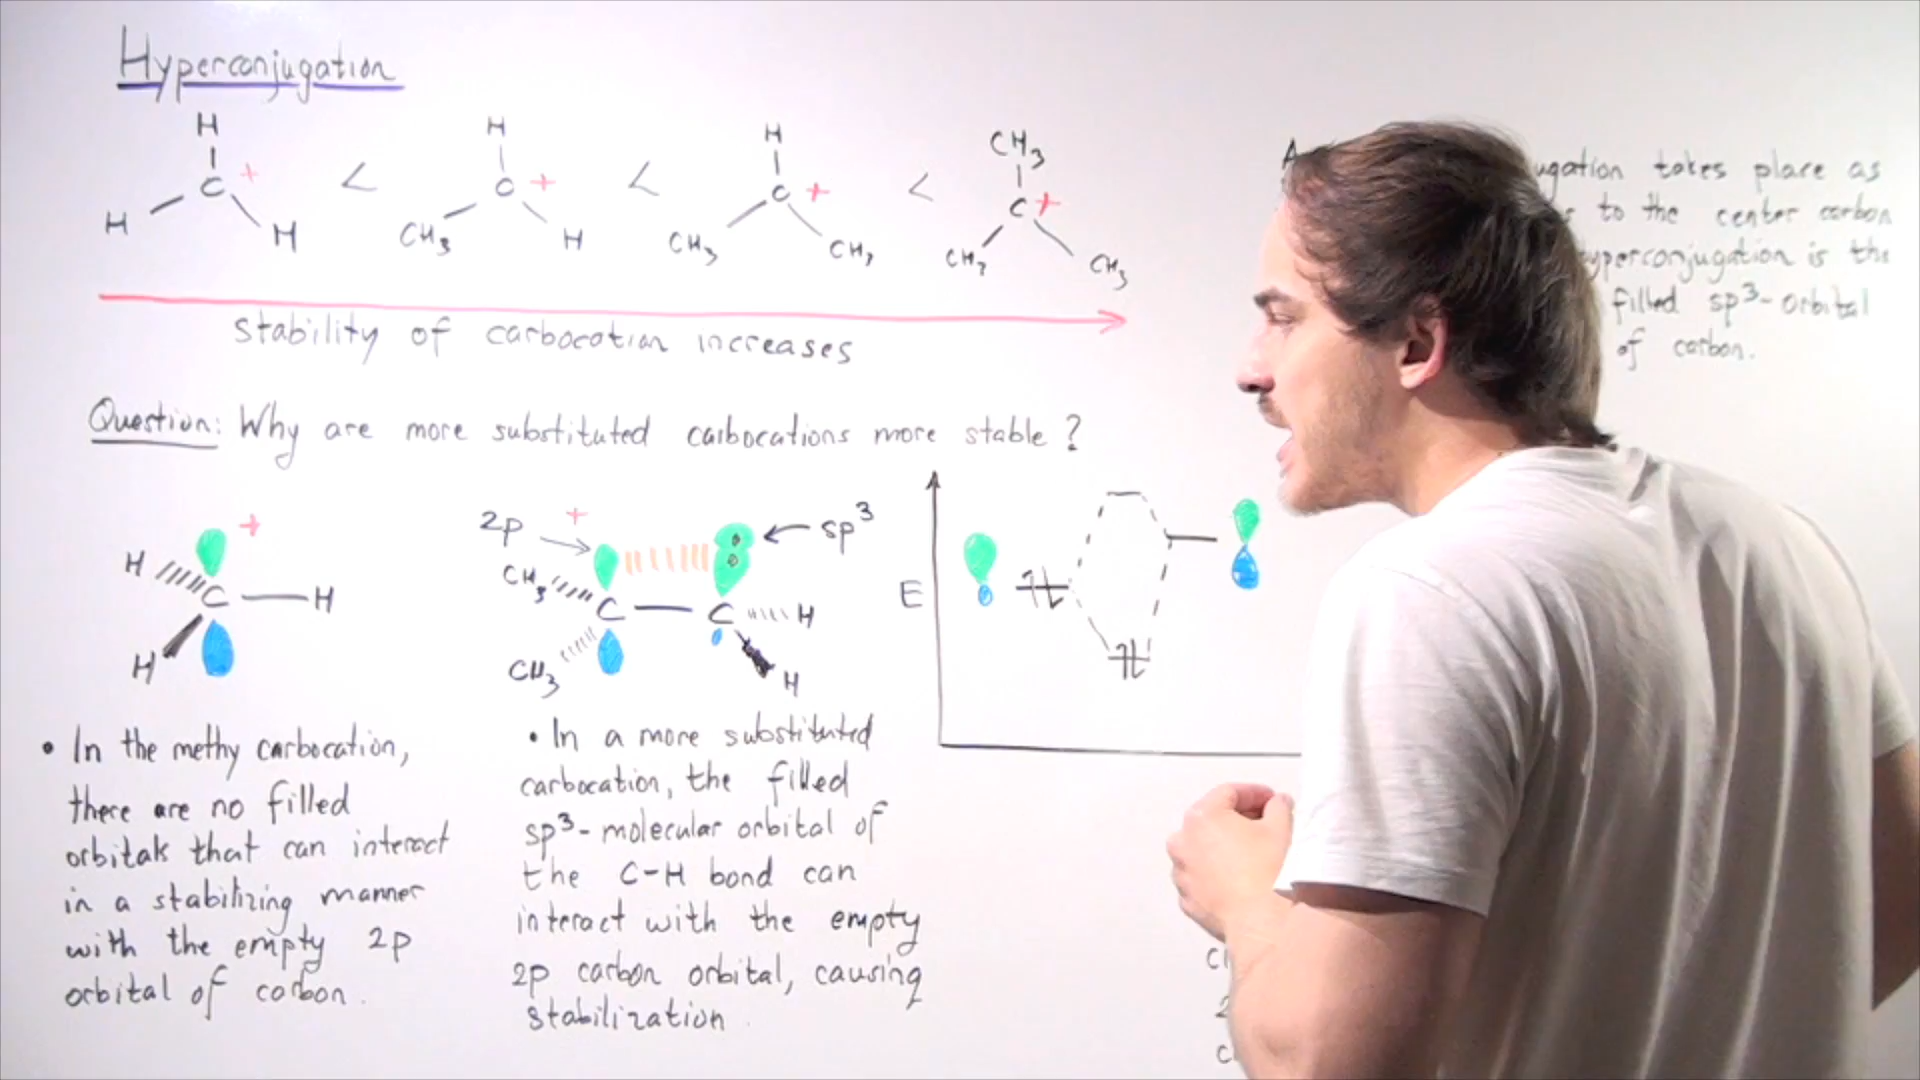 Hyperconjugation
H
C +
H
H
<
H
C +
CH3
H
<
H
C +
CH3
CH3
<
CH3
C +
CH3
CH3
Stability of carbocation increases
Question: Why are more substituted carbocations more stable?
+
H
C
H
H
2p
+
sp3
CH3
C
C
H
CH3
H
E
• In the methy carbocation,
there are no filled
orbitals that can interact
in a stabilizing manner
with the empty 2p
orbital of carbon.
• In a more substituted
carbocation, the filled
sp3-molecular orbital of
the C-H bond can
interact with the empty
2p carbon orbital, causing
stabilization.
takes place as
to the center carbon
hyperconjugation is the
filled sp3-orbital
of carbon.